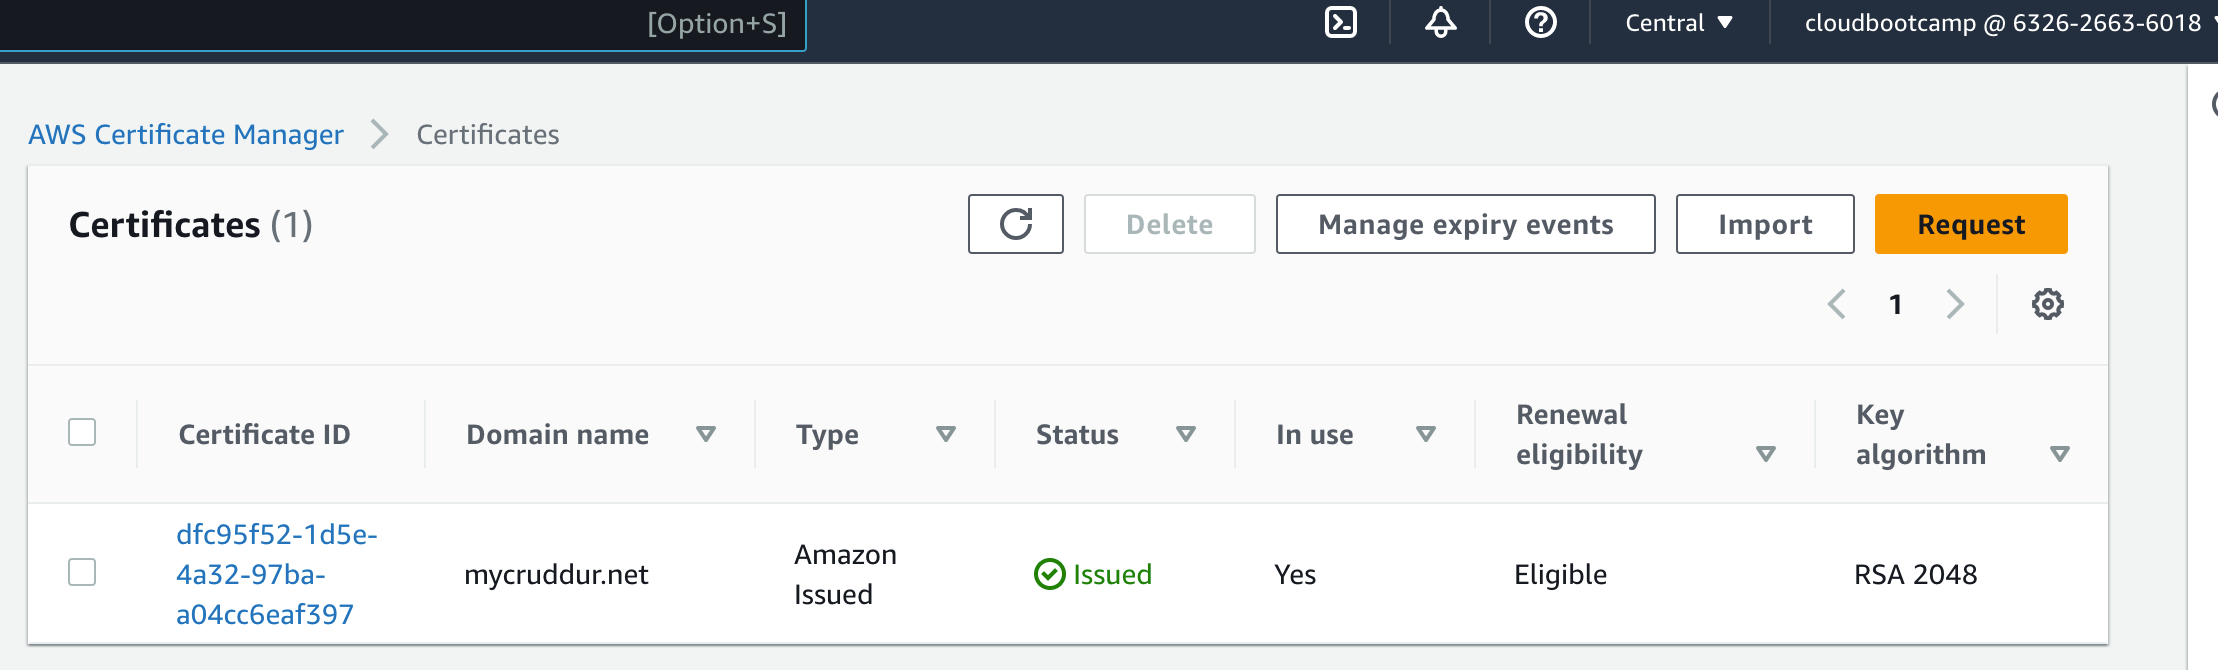 [Option+S]
Central
cloudbootcamp @ 6326-2663-6018
AWS Certificate Manager
Certificates
Certificates (1)
Delete
Manage expiry events
Import
Request
1
Certificate ID
Domain name
Type
Status
In use
Renewal
eligibility
Key
algorithm
dfc95f52-1d5e-
4a32-97ba-
a04cc6eaf397
mycruddur.net
Amazon
Issued
Issued
Yes
Eligible
RSA 2048